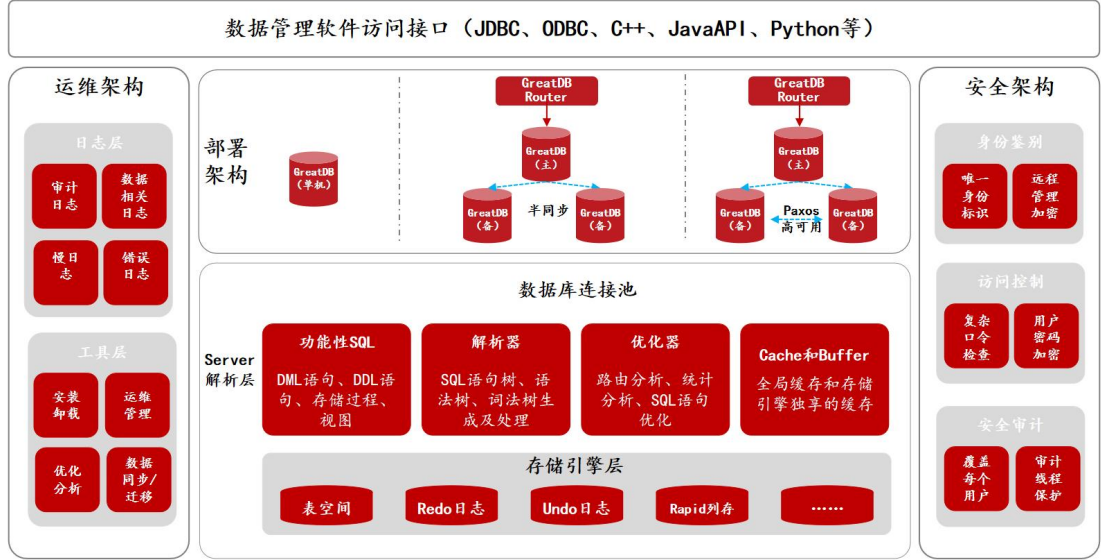 数据管理软件访问接口（JDBC、ODBC、C++、JavaAPI、Python等）
运维架构
日志层
审计
日志
数据
相关
日志
慢日
志
错误
日志
工具层
安装
卸载
运维
管理
优化
分析
数据
同步/
迁移
部署
架构
GreatDB
（单机）
GreatDB
Router
GreatDB
（主）
GreatDB
（备）
半同步
GreatDB
（备）
GreatDB
Router
GreatDB
（主）
GreatDB
（备）
Paxos
高可用
GreatDB
（备）
数据库连接池
Server
解析层
功能性SQL
DML语句、DDL语
句、存储过程、
视图
解析器
SQL语句树、语
法树、词法树生
成及处理
优化器
路由分析、统计
分析、SQL语句
优化
Cache和Buffer
全局缓存和存储
引擎独享的缓存
存储引擎层
表空间
Redo日志
Undo日志
Rapid列存
……
安全架构
身份鉴别
唯一
身份
标识
远程
管理
加密
访问控制
复杂
口令
检查
用户
密码
加密
安全审计
覆盖
每个
用户
审计
线程
保护